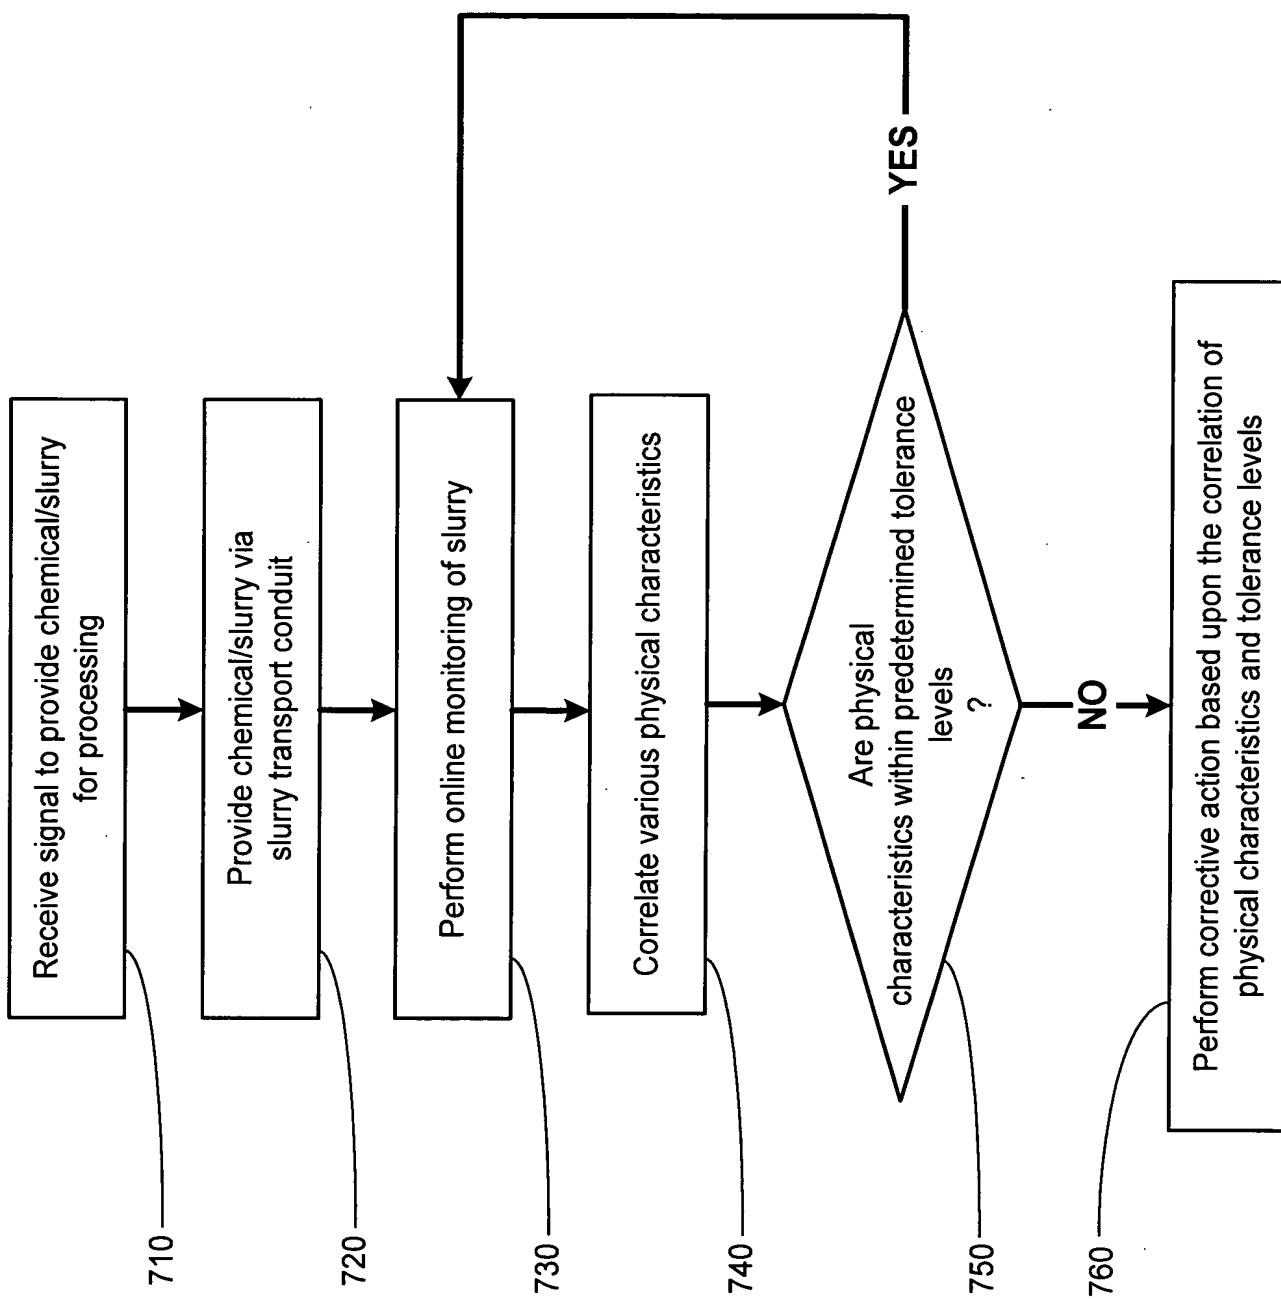 Receive signal to provide chemical/slurry
for processing
710
Provide chemical/slurry via
slurry transport conduit
720
Perform online monitoring of slurry
730
Correlate various physical characteristics
740
Are physical
characteristics within predetermined tolerance
levels
?
750
YES
NO
Perform corrective action based upon the correlation of
physical characteristics and tolerance levels
760